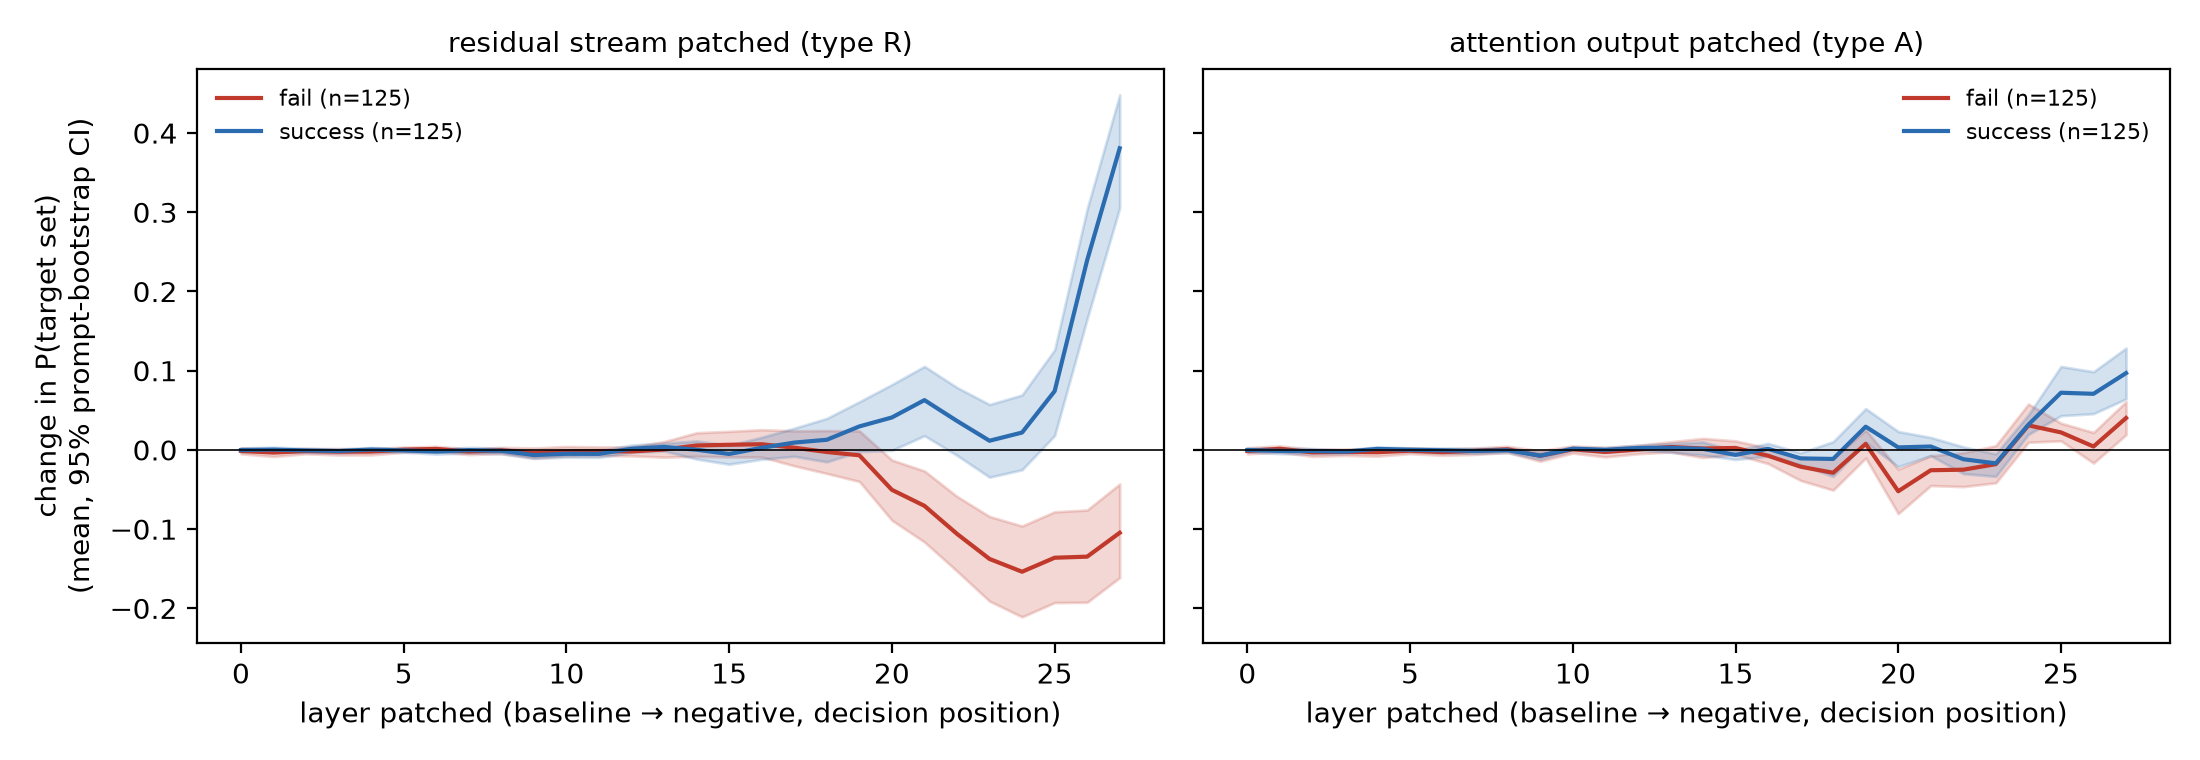 residual stream patched (type R)
fail (n=125)
success (n=125)
change in P(target set)
(mean, 95% prompt-bootstrap CI)
0.4
0.3
0.2
0.1
0.0
−0.1
−0.2
0 5 10 15 20 25
layer patched (baseline → negative, decision position)
attention output patched (type A)
fail (n=125)
success (n=125)
0 5 10 15 20 25
layer patched (baseline → negative, decision position)